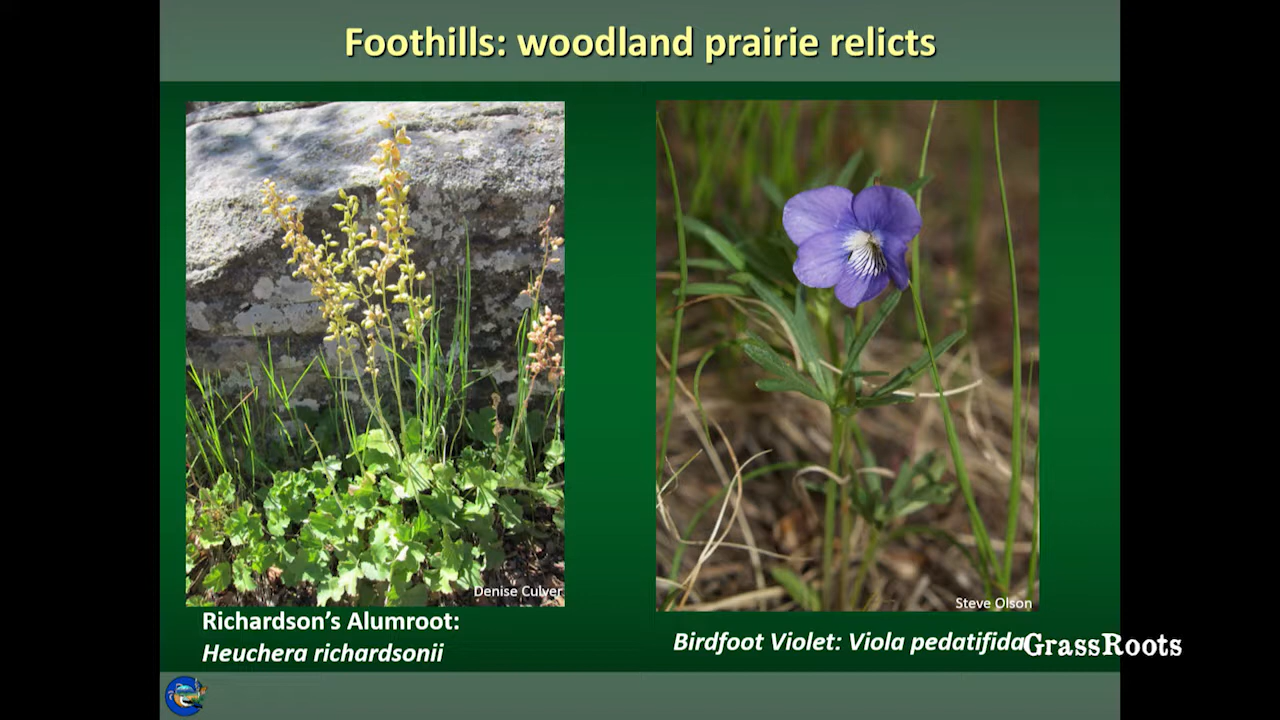 Foothills: woodland prairie relicts
Denise Culver
Richardson's Alumroot:
Heuchera richardsonii
Steve Olson
Birdfoot Violet: Viola pedatifida
GrassRoots